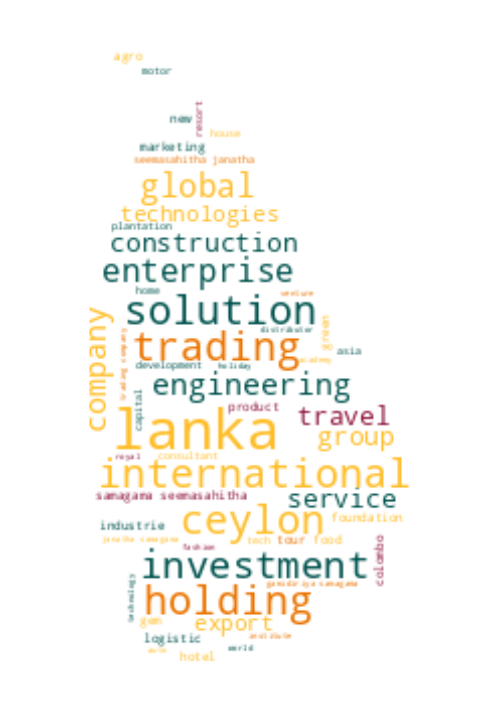 agro
motor
resort
new
house
marketing
seemasahitha janatha
global
technologies
plantation
construction
enterprise
home
venture
solution
company
green
distributor
trading company
trading
asia
academy
development
holiday
engineering
capital
product
travel
lanka
group
royal
consultant
international
samagama seemasahitha
service
ceylon
foundation
industrie
janatha samagama
tech
tour
food
fashion
colombo
investment
technology
ganidiriya samagama
holding
gem
export
institute
logistic
auto
world
hotel